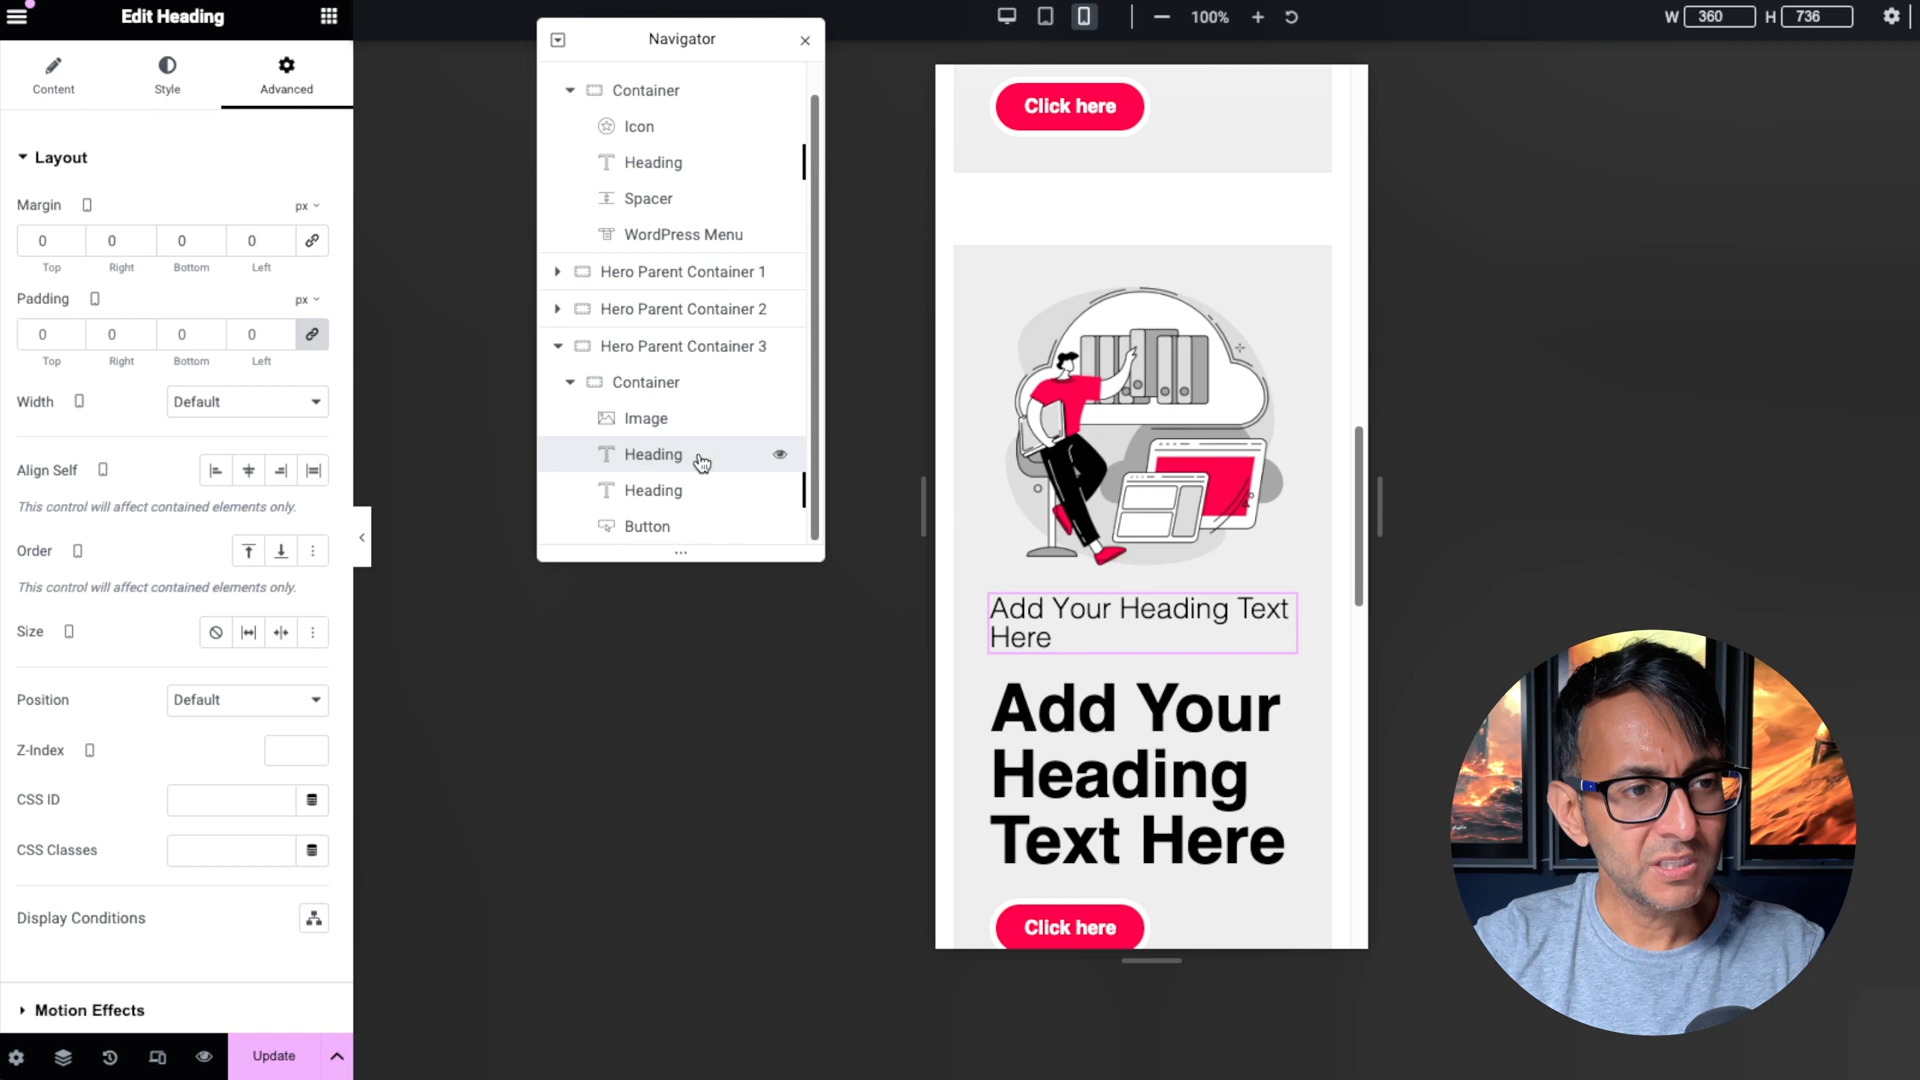 Edit Heading
Content
Style
Advanced
Layout
Margin
px
0
0
0
0
Top
Right
Bottom
Left
Padding
px
0
0
0
0
Top
Right
Bottom
Left
Width
Default
Align Self
This control will affect contained elements only.
Order
This control will affect contained elements only.
Size
Position
Default
Z-Index
CSS ID
CSS Classes
Display Conditions
Motion Effects
Update
Navigator
Container
Icon
Heading
Spacer
WordPress Menu
Hero Parent Container 1
Hero Parent Container 2
Hero Parent Container 3
Container
Image
Heading
Heading
Button
100%
W 360 H 736
Click here
Add Your Heading Text
Here
Add Your
Heading
Text Here
Click here